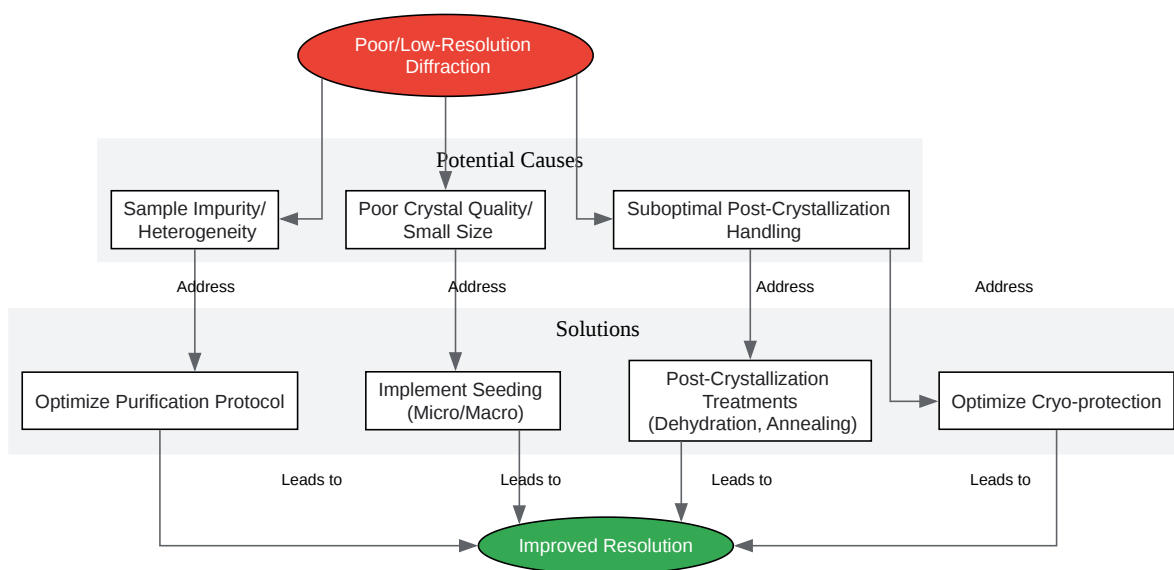 Poor/Low-Resolution
Diffraction
Potential Causes
Sample Impurity/
Heterogeneity
Poor Crystal Quality/
Small Size
Suboptimal Post-Crystallization
Handling
Address
Address
Address
Address
Solutions
Optimize Purification Protocol
Implement Seeding
(Micro/Macro)
Post-Crystallization
Treatments
(Dehydration, Annealing)
Optimize Cryo-protection
Leads to
Leads to
Leads to
Leads to
Improved Resolution